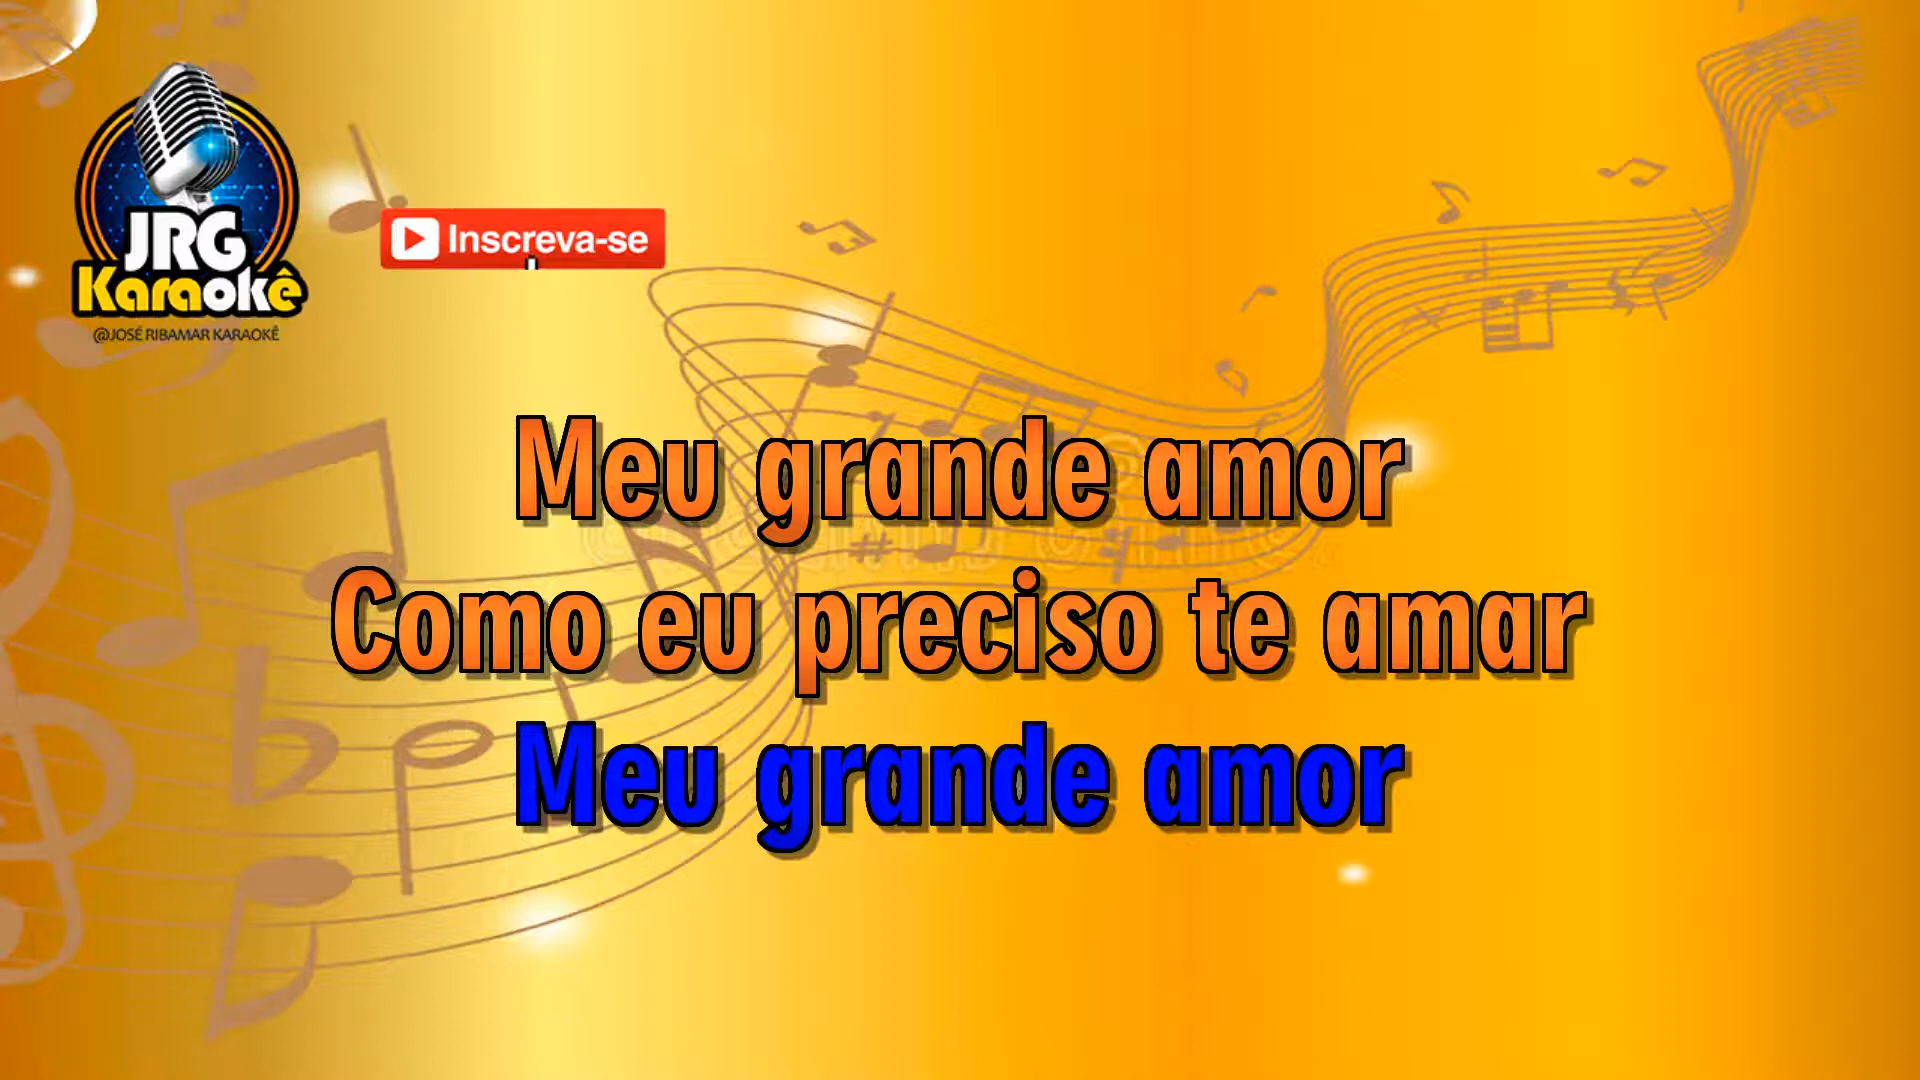 JRG
Karaokê
@JOSÉ RIBAMAR KARAOKÊ
Inscreva-se
Meu grande amor
Como eu preciso te amar
Meu grande amor